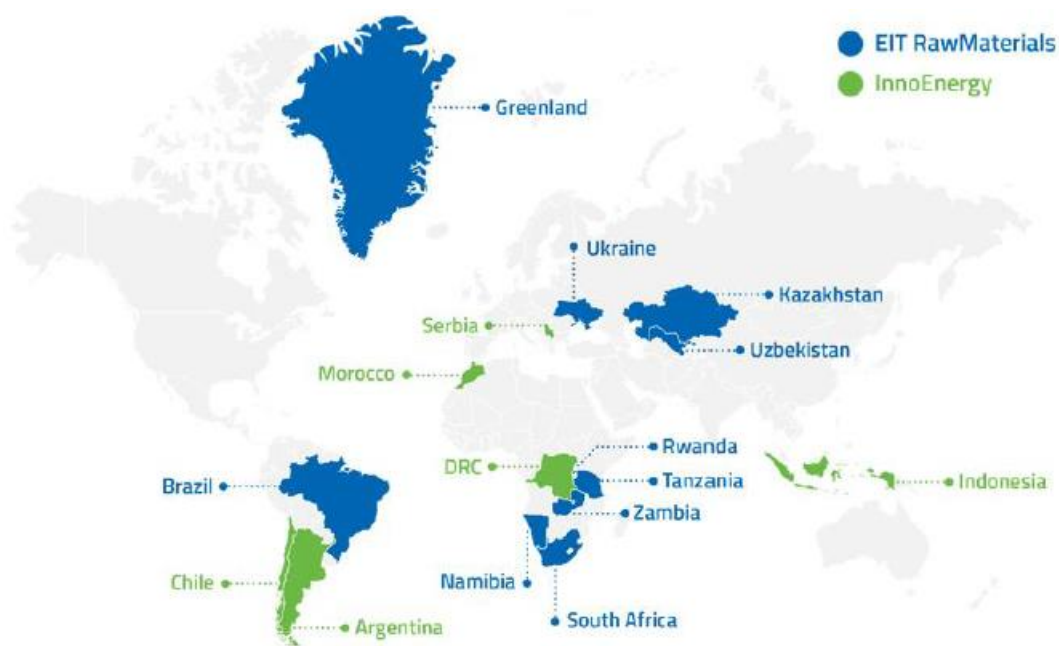 EIT RawMaterials
InnoEnergy
Greenland
Ukraine
Kazakhstan
Serbia
Uzbekistan
Morocco
Rwanda
DRC
Tanzania
Indonesia
Brazil
Zambia
Chile
Namibia
South Africa
Argentina